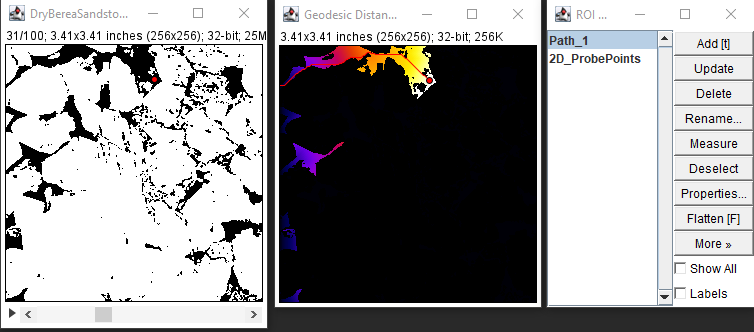 DryBereaSandsto...
31/100; 3.41x3.41 inches (256x256); 32-bit; 25M
Geodesic Distan...
3.41x3.41 inches (256x256); 32-bit; 256K
ROI ...
Path_1
2D_ProbePoints
Add [t]
Update
Delete
Rename...
Measure
Deselect
Properties...
Flatten [F]
More »
Show All
Labels